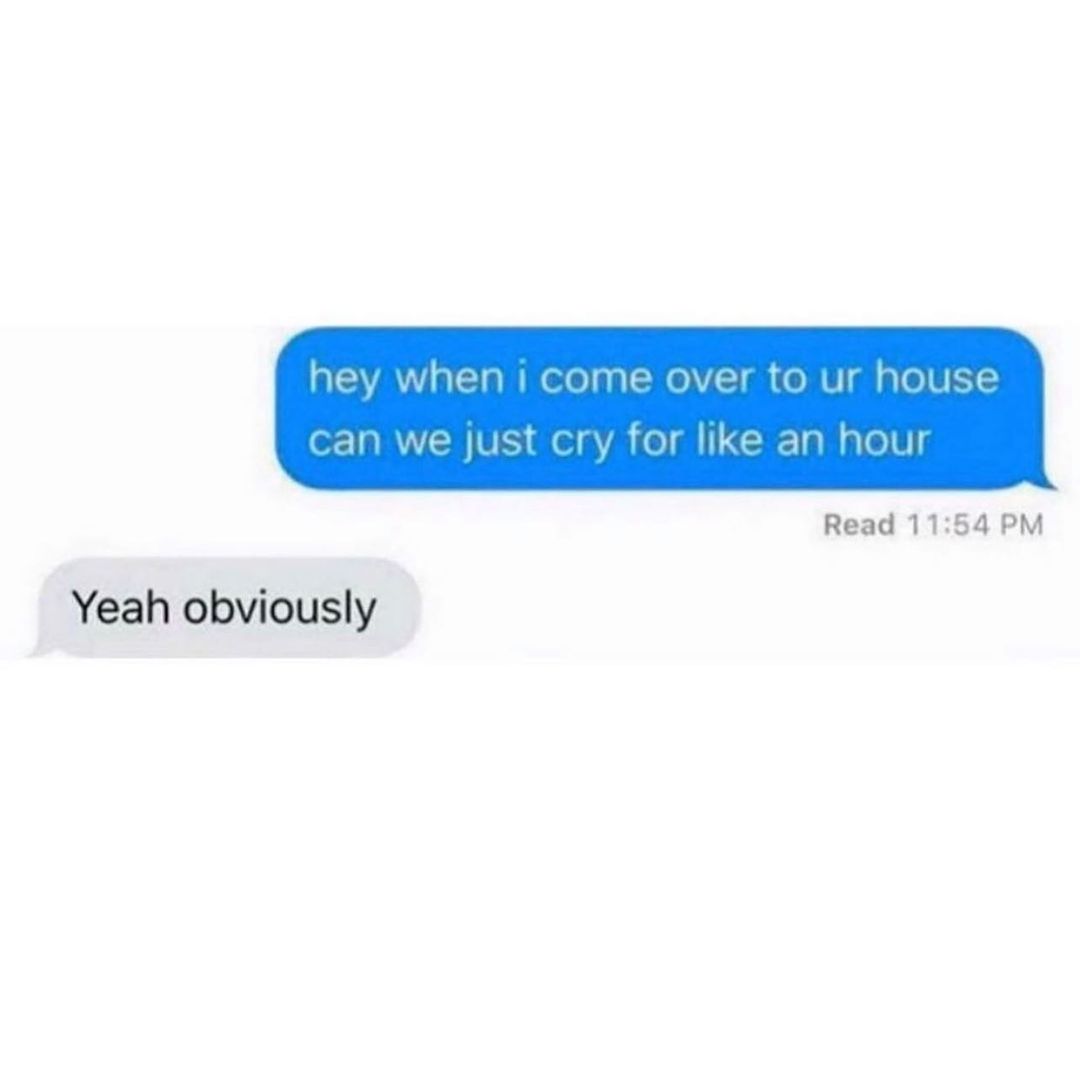 hey when i come over to ur house
can we just cry for like an hour
Read 11:54 PM
Yeah obviously